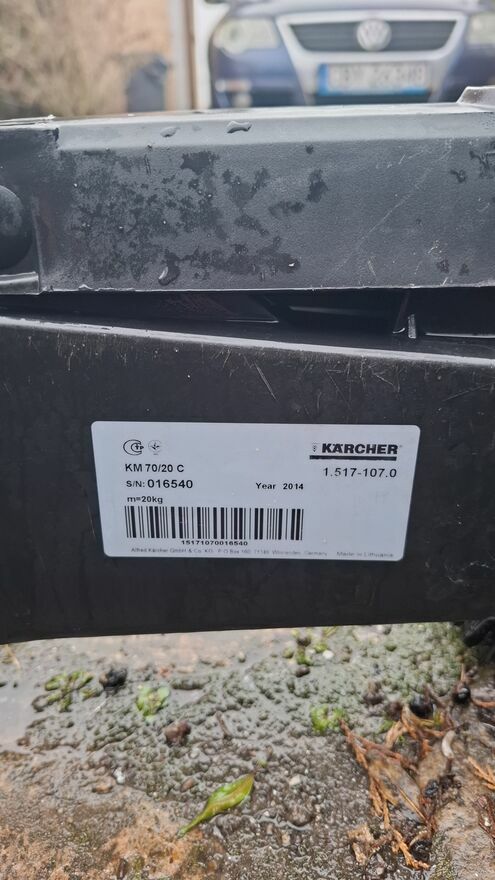 TP
KÄRCHER
KM 70/20 C
1.517-107.0
S/N: 016540
Year 2014
m=20kg
15171070016540
Alfred Kärcher GmbH & Co. KG, P.O.Box 160, 71349 Winnenden, Germany
Made in Lithuania